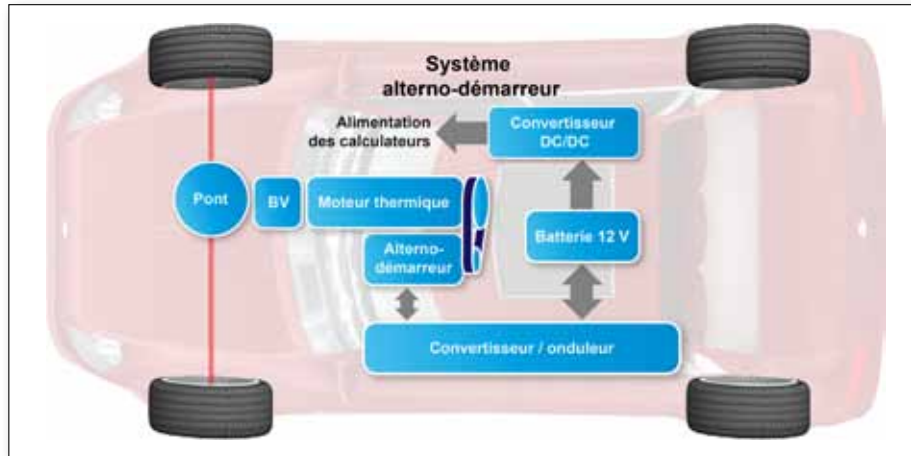 Système
alterno-démarreur
Alimentation
des calculateurs
Convertisseur
DC/DC
Pont
BV
Moteur thermique
Alterno-
démarreur
Batterie 12 V
Convertisseur / onduleur